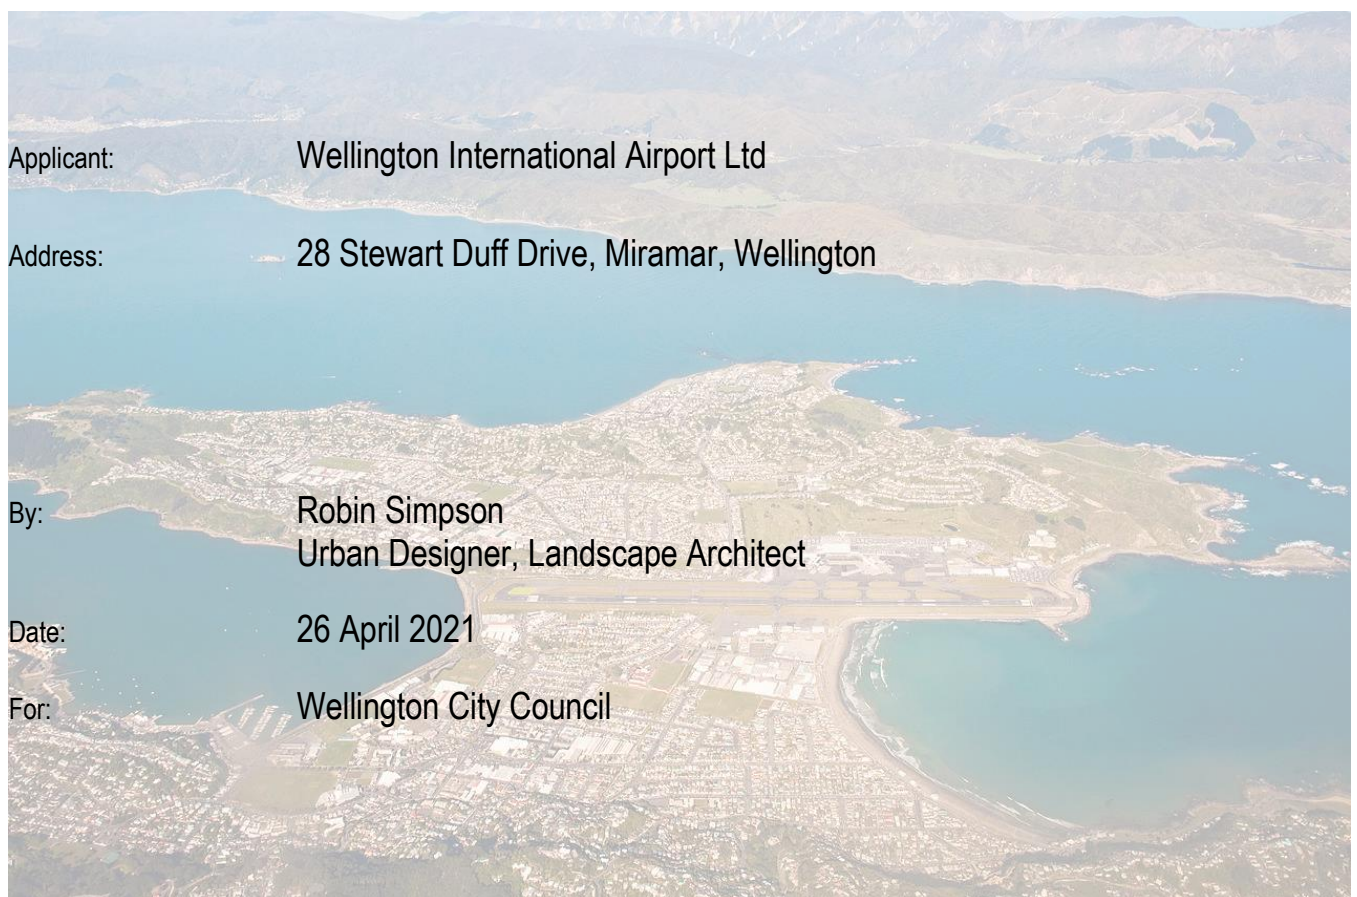 Applicant: Wellington International Airport Ltd
Address: 28 Stewart Duff Drive, Miramar, Wellington
By: Robin Simpson
Urban Designer, Landscape Architect
Date: 26 April 2021
For: Wellington City Council